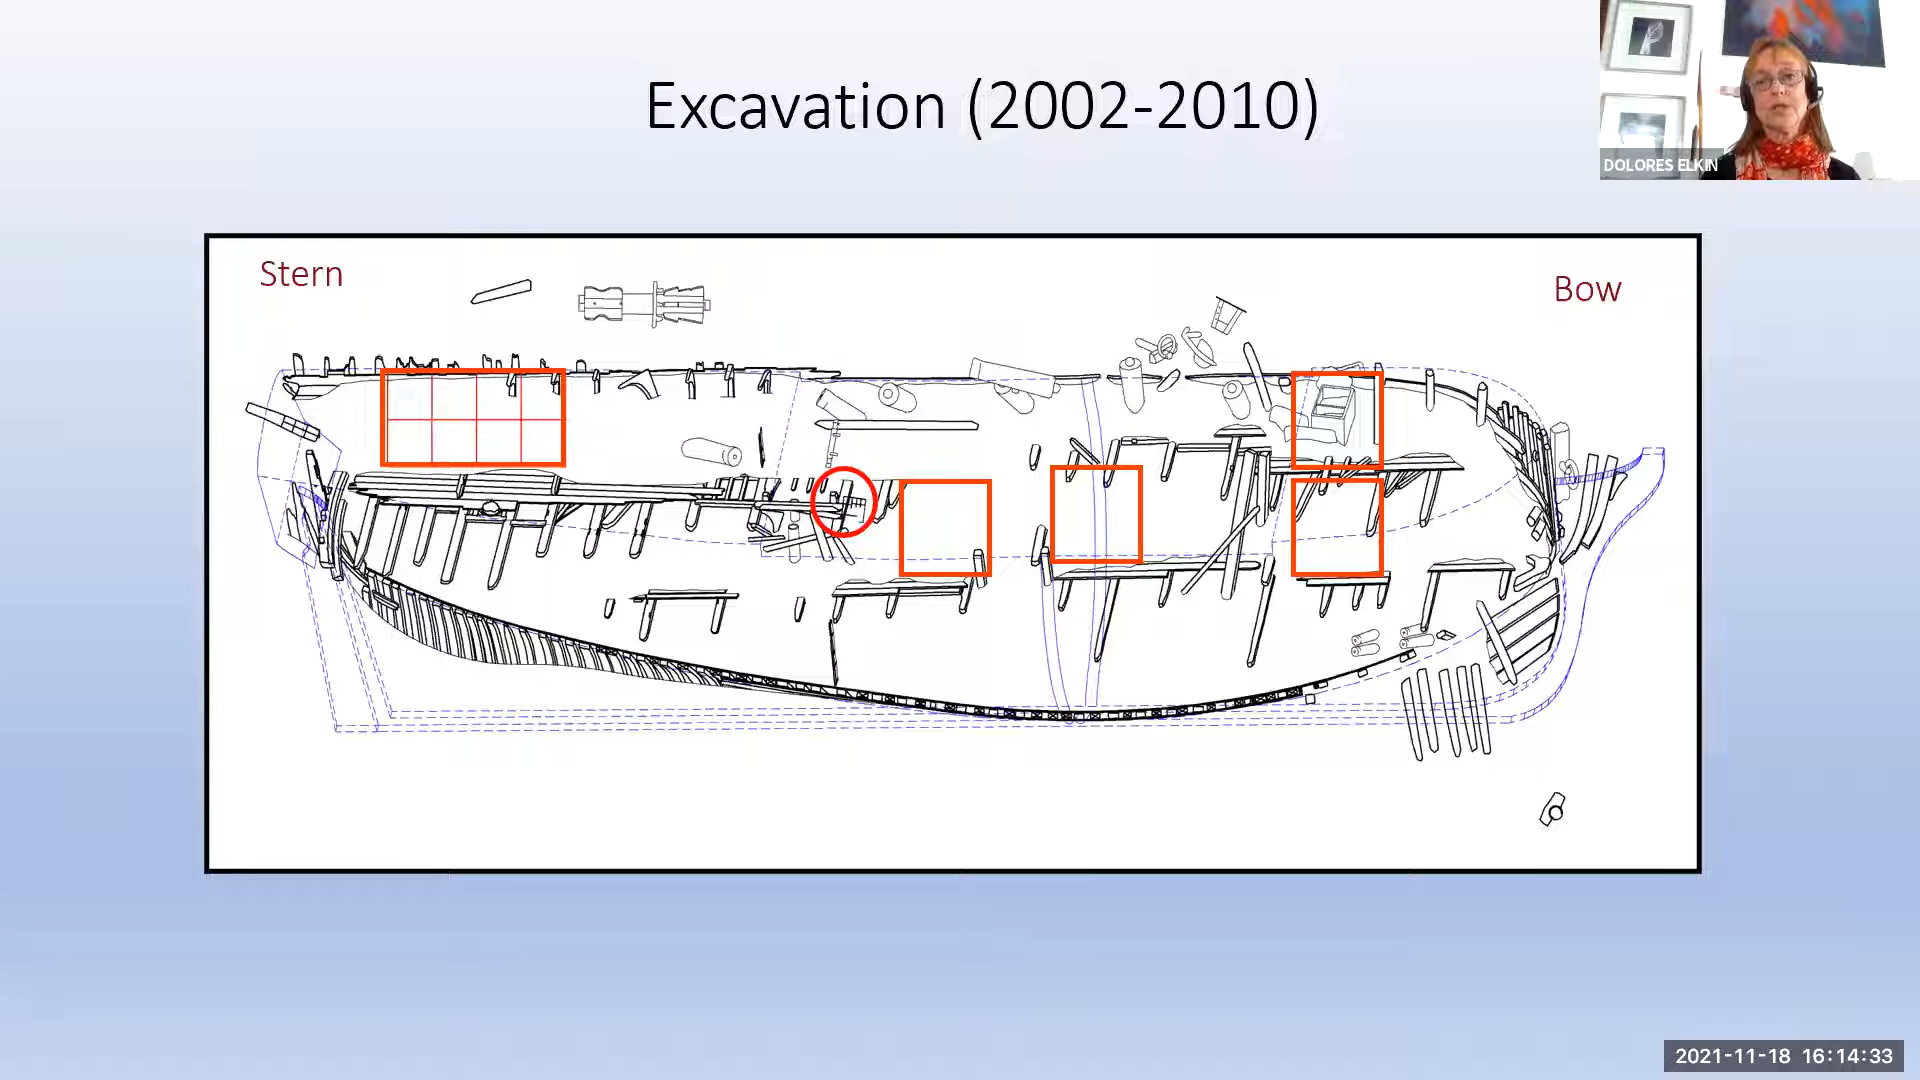 Excavation (2002-2010)
DOLORES ELKIN
Stern
Bow
2021-11-18 16:14:33